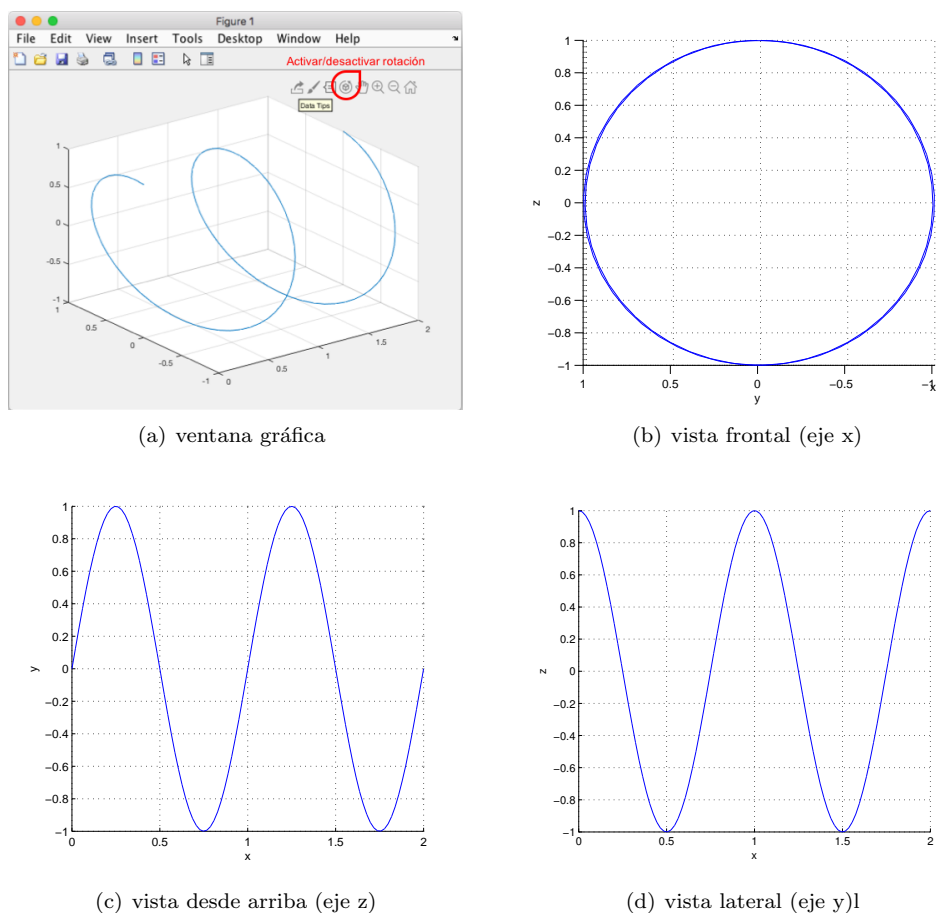 Figure 1
File Edit View Insert Tools Desktop Window Help
Activar/desactivar rotación
Data Tips
1
0.5
0
−0.5
−1
1
0.5
0
-0.5
-1
0
0.5
1
1.5
2
(a) ventana gráfica
1
0.8
0.6
0.4
0.2
0
−0.2
−0.4
−0.6
−0.8
−1
z
1 0.5 0 −0.5 −1
x
y
(b) vista frontal (eje x)
1
0.8
0.6
0.4
0.2
0
−0.2
−0.4
−0.6
−0.8
−1
y
0 0.5 1 1.5 2
x
(c) vista desde arriba (eje z)
1
0.8
0.6
0.4
0.2
0
−0.2
−0.4
−0.6
−0.8
−1
z
0 0.5 1 1.5 2
x
(d) vista lateral (eje y)l